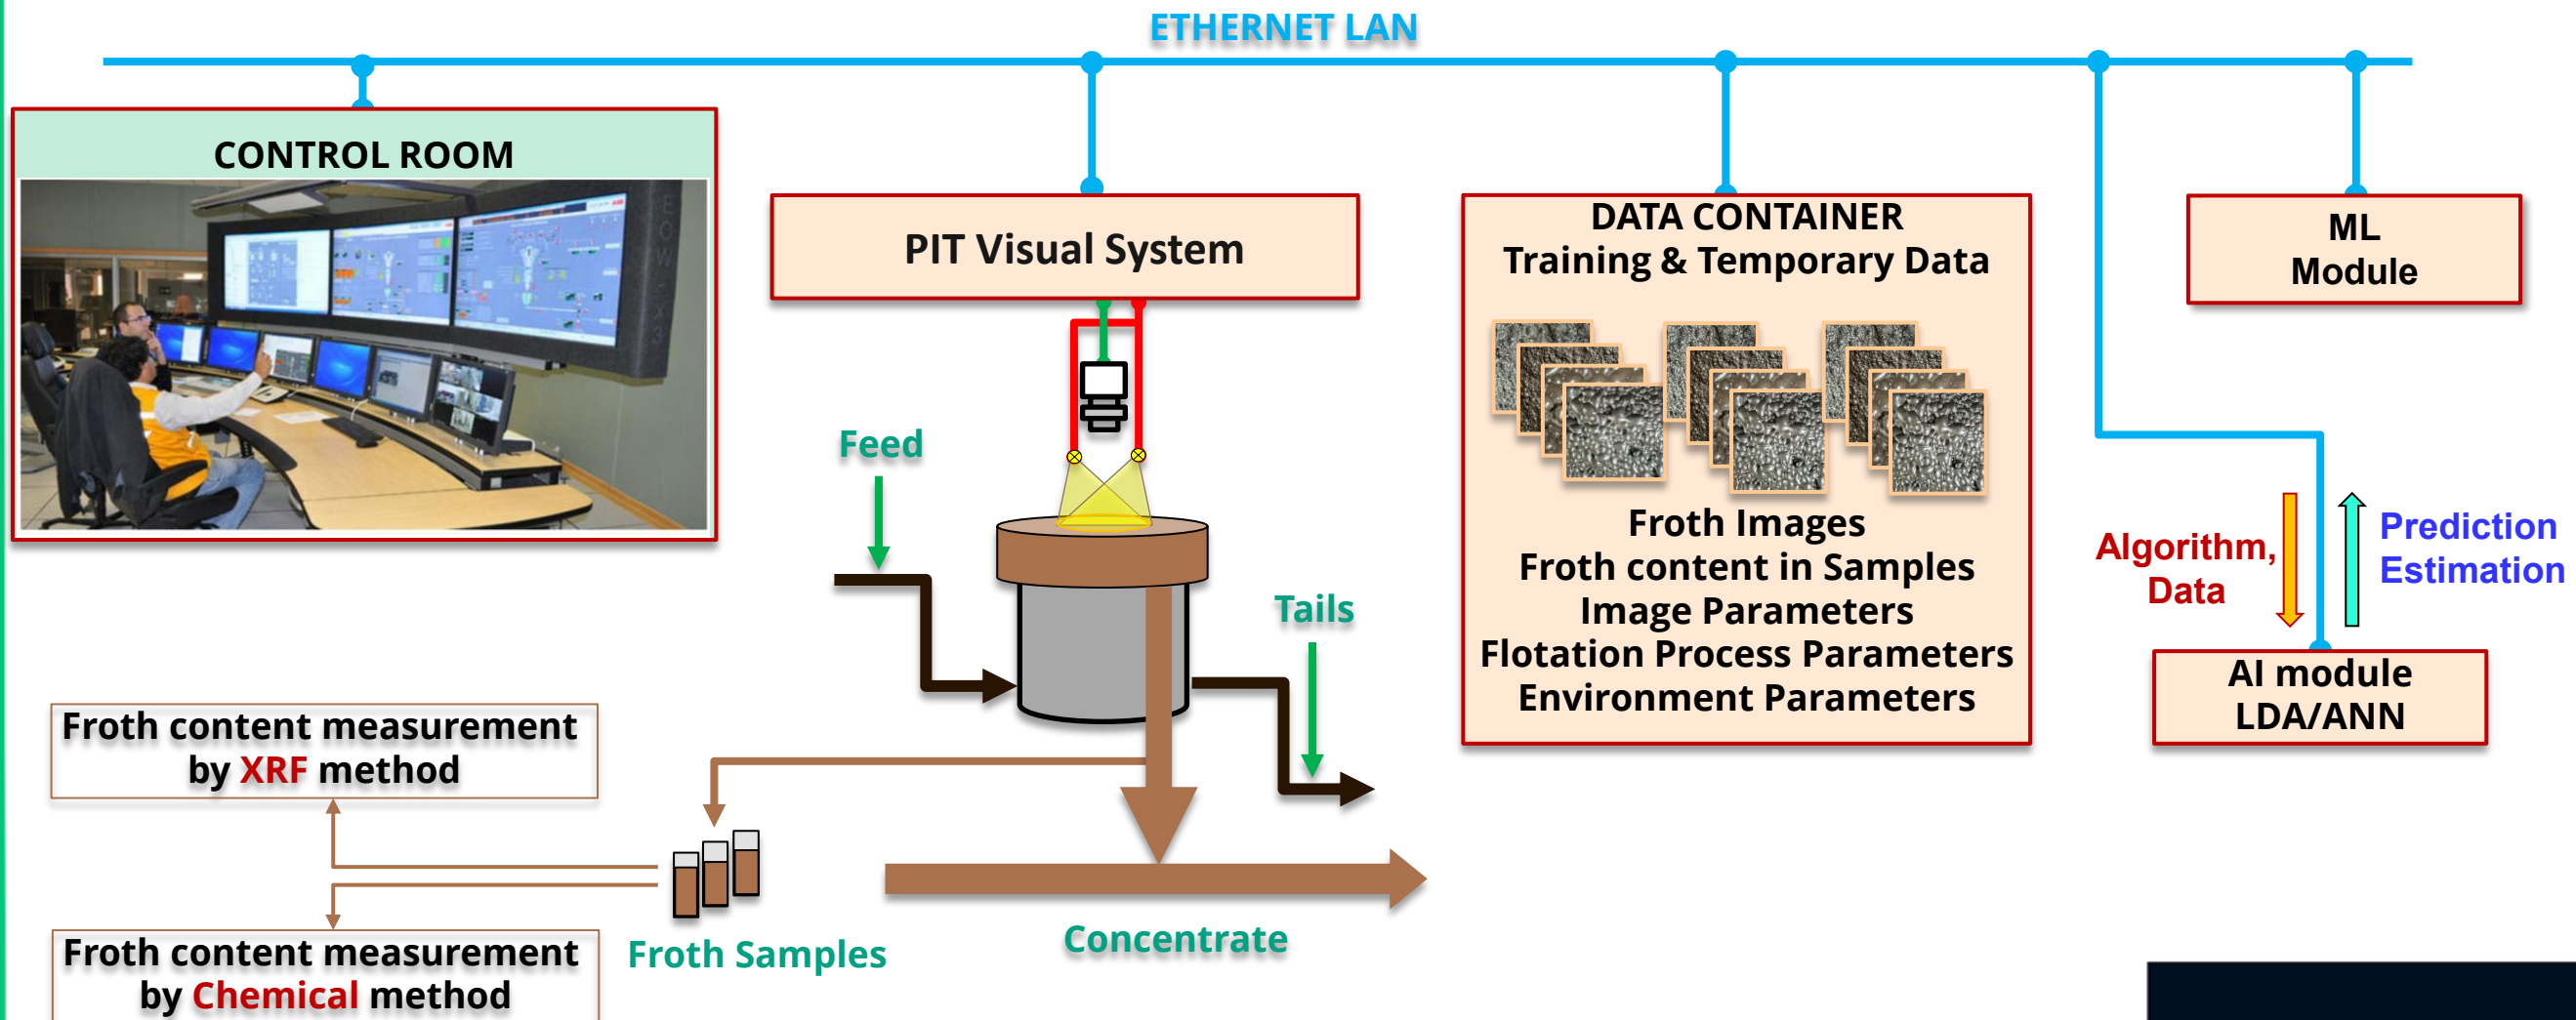 ETHERNET LAN
CONTROL ROOM
PIT Visual System
DATA CONTAINER
Training & Temporary Data
Froth Images
Froth content in Samples
Image Parameters
Flotation Process Parameters
Environment Parameters
ML
Module
Feed
Tails
Algorithm,
Data
Prediction
Estimation
AI module
LDA/ANN
Froth content measurement
by XRF method
Froth content measurement
by Chemical method
Froth Samples
Concentrate